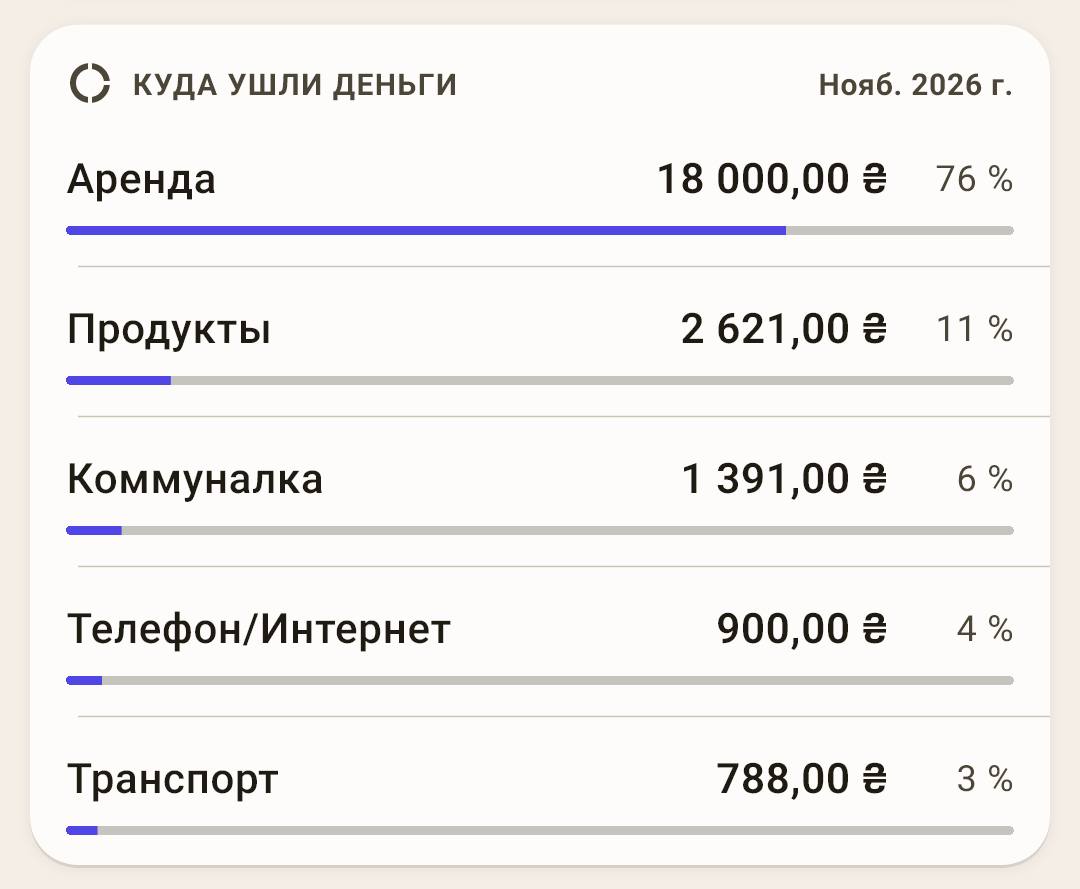 КУДА УШЛИ ДЕНЬГИ Нояб. 2026 г.
Аренда 18 000,00 ₴ 76 %
Продукты 2 621,00 ₴ 11 %
Коммуналка 1 391,00 ₴ 6 %
Телефон/Интернет 900,00 ₴ 4 %
Транспорт 788,00 ₴ 3 %